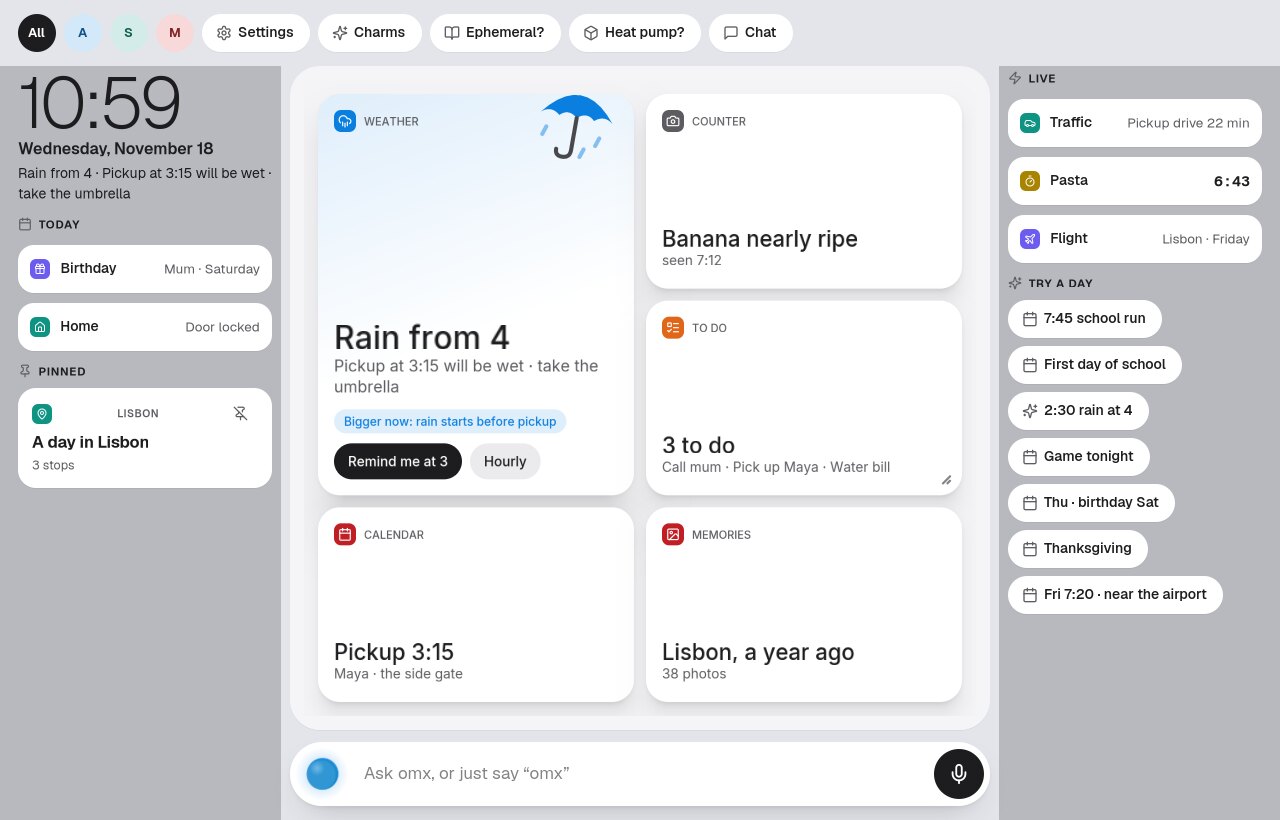 All
A
S
M
Settings
Charms
Ephemeral?
Heat pump?
Chat
10:59
Wednesday, November 18
Rain from 4 · Pickup at 3:15 will be wet ·
take the umbrella
TODAY
Birthday
Mum · Saturday
Home
Door locked
PINNED
LISBON
A day in Lisbon
3 stops
WEATHER
Rain from 4
Pickup at 3:15 will be wet · take the
umbrella
Bigger now: rain starts before pickup
Remind me at 3
Hourly
COUNTER
Banana nearly ripe
seen 7:12
TO DO
3 to do
Call mum · Pick up Maya · Water bill
CALENDAR
Pickup 3:15
Maya · the side gate
MEMORIES
Lisbon, a year ago
38 photos
Ask omx, or just say “omx”
LIVE
Traffic
Pickup drive 22 min
Pasta
6:43
Flight
Lisbon · Friday
TRY A DAY
7:45 school run
First day of school
2:30 rain at 4
Game tonight
Thu · birthday Sat
Thanksgiving
Fri 7:20 · near the airport